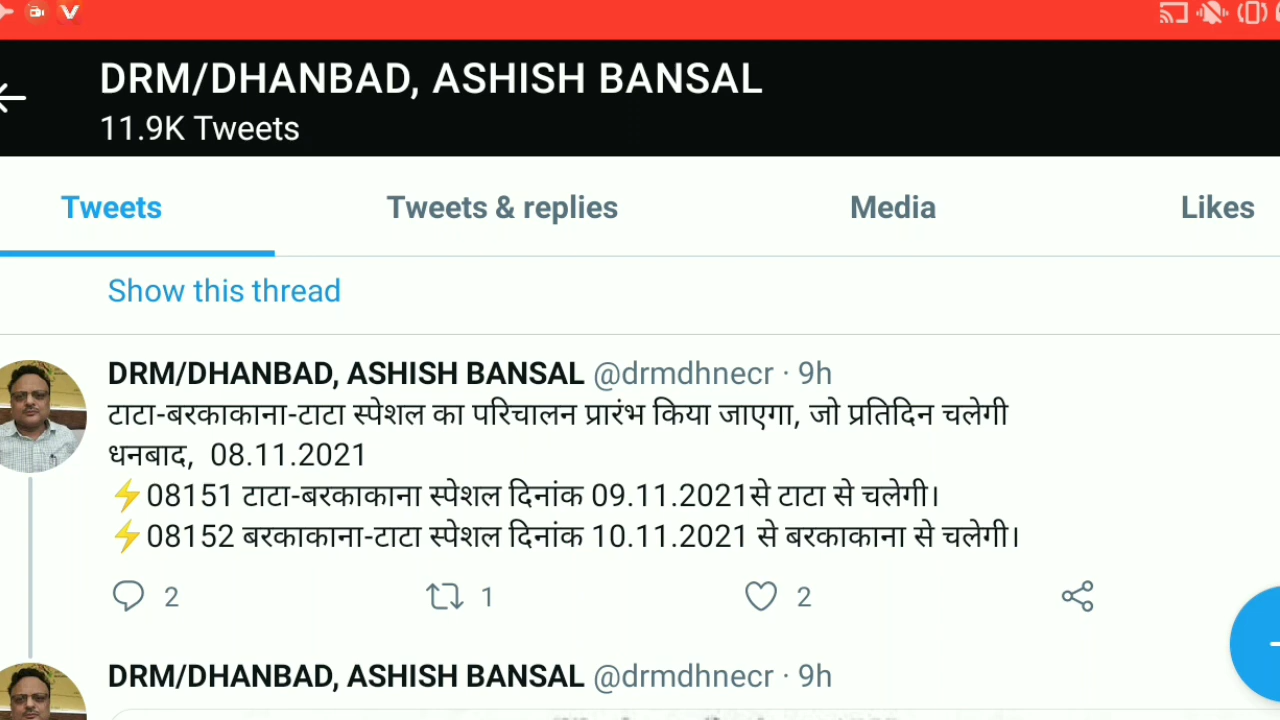 DRM/DHANBAD, ASHISH BANSAL
11.9K Tweets
Tweets Tweets & replies Media Likes
Show this thread
DRM/DHANBAD, ASHISH BANSAL @drmdhnecr · 9h
टाटा-बरकाकाना-टाटा स्पेशल का परिचालन प्रारंभ किया जाएगा, जो प्रतिदिन चलेगी
धनबाद, 08.11.2021
⚡08151 टाटा-बरकाकाना स्पेशल दिनांक 09.11.2021से टाटा से चलेगी।
⚡08152 बरकाकाना-टाटा स्पेशल दिनांक 10.11.2021 से बरकाकाना से चलेगी।
2 1 2
DRM/DHANBAD, ASHISH BANSAL @drmdhnecr · 9h